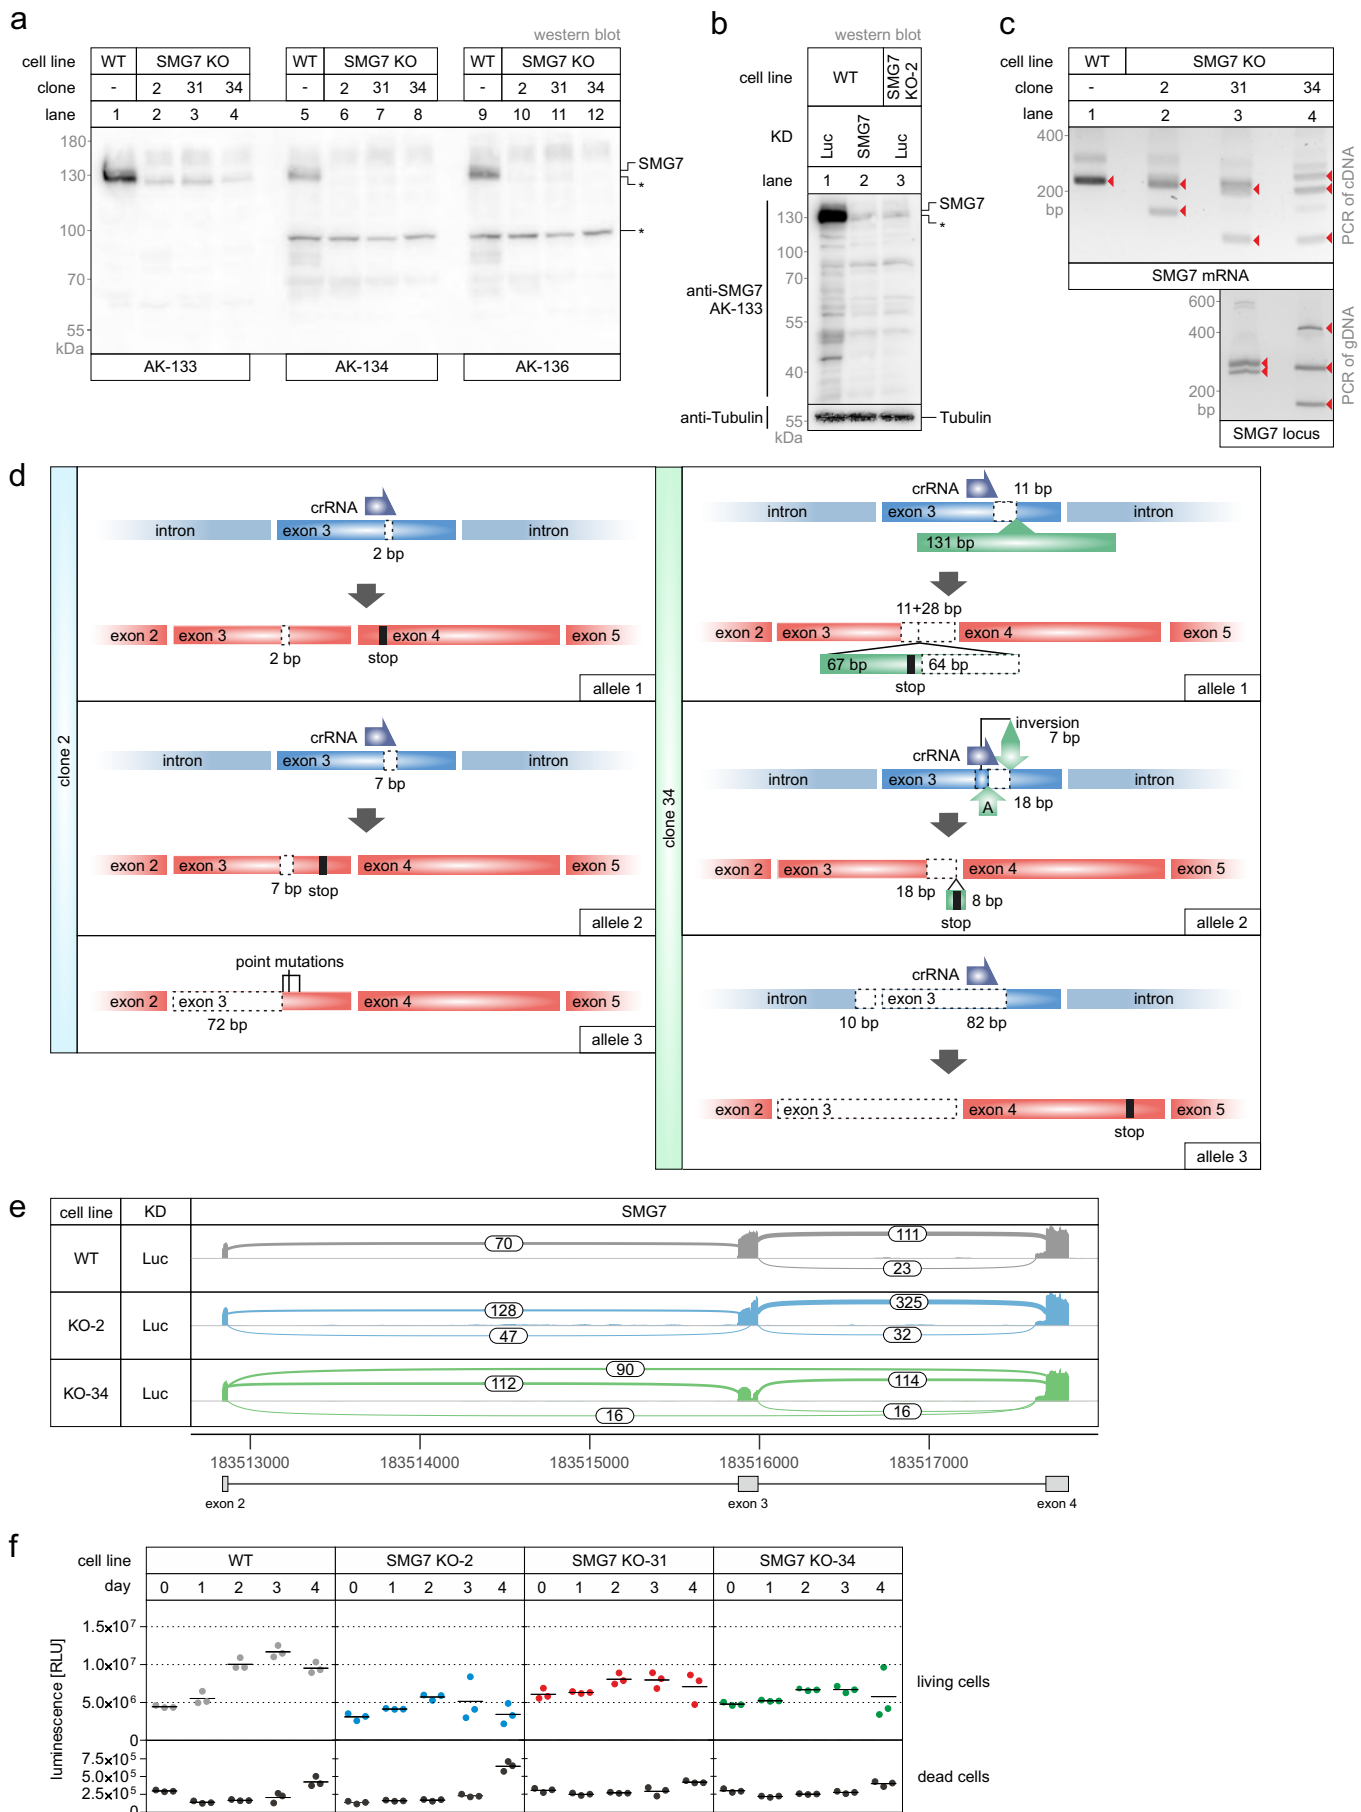 a
western blot
cell line WT SMG7 KO WT SMG7 KO WT SMG7 KO
clone - 2 31 34 - 2 31 34 - 2 31 34
lane 1 2 3 4 5 6 7 8 9 10 11 12
180
130
100
70
55
kDa
SMG7
*
*
AK-133 AK-134 AK-136
b
western blot
cell line WT SMG7 KO-2
KD Luc SMG7 Luc
lane 1 2 3
130
100
70
55
40
SMG7
*
anti-SMG7
AK-133
anti-Tubulin
55
kDa
Tubulin
c
cell line WT SMG7 KO
clone - 2 31 34
lane 1 2 3 4
400
200
bp
PCR of cDNA
SMG7 mRNA
600
400
200
bp
PCR of gDNA
SMG7 locus
d
clone 2
crRNA
intron exon 3 intron
2 bp
exon 2 exon 3 exon 4 exon 5
2 bp stop
allele 1
crRNA
intron exon 3 intron
7 bp
exon 2 exon 3 exon 4 exon 5
7 bp stop
allele 2
point mutations
exon 2 exon 3 exon 4 exon 5
72 bp
allele 3
clone 34
crRNA 11 bp
intron exon 3 intron
131 bp
11+28 bp
exon 2 exon 3 exon 4 exon 5
67 bp 64 bp
stop
allele 1
inversion
7 bp
crRNA
intron exon 3 intron
A 18 bp
exon 2 exon 3 exon 4 exon 5
18 bp 8 bp
stop
allele 2
crRNA
intron exon 3 intron
10 bp 82 bp
exon 2 exon 3 exon 4 exon 5
stop
allele 3
e
cell line KD SMG7
WT Luc 70 111 23
KO-2 Luc 128 47 325 32
KO-34 Luc 90 112 16 114 16
183513000 183514000 183515000 183516000 183517000
exon 2 exon 3 exon 4
f
cell line WT SMG7 KO-2 SMG7 KO-31 SMG7 KO-34
day 0 1 2 3 4 0 1 2 3 4 0 1 2 3 4 0 1 2 3 4
luminescence [RLU]
1.5×10⁷
1.0×10⁷
5.0×10⁶
0
living cells
7.5×10⁵
5.0×10⁵
2.5×10⁵
0
dead cells